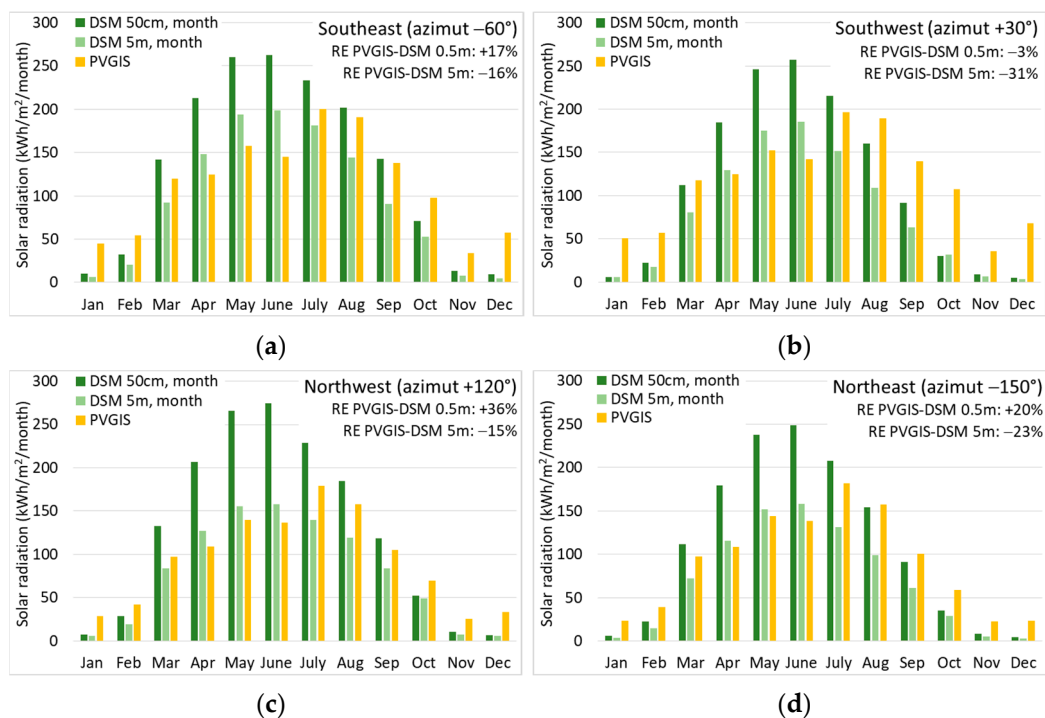 300
250
200
150
100
50
0
Solar radiation (kWh/m²/month)
DSM 50cm, month
DSM 5m, month
PVGIS
Southeast (azimut −60°)
RE PVGIS-DSM 0.5m: +17%
RE PVGIS-DSM 5m: −16%
Jan Feb Mar Apr May June July Aug Sep Oct Nov Dec
(a)
300
250
200
150
100
50
0
Solar radiation (kWh/m²/month)
DSM 50cm, month
DSM 5m, month
PVGIS
Southwest (azimut +30°)
RE PVGIS-DSM 0.5m: −3%
RE PVGIS-DSM 5m: −31%
Jan Feb Mar Apr May June July Aug Sep Oct Nov Dec
(b)
300
250
200
150
100
50
0
Solar radiation (kWh/m²/month)
DSM 50cm, month
DSM 5m, month
PVGIS
Northwest (azimut +120°)
RE PVGIS-DSM 0.5m: +36%
RE PVGIS-DSM 5m: −15%
Jan Feb Mar Apr May June July Aug Sep Oct Nov Dec
(c)
300
250
200
150
100
50
0
Solar radiation (kWh/m²/month)
DSM 50cm, month
DSM 5m, month
PVGIS
Northeast (azimut −150°)
RE PVGIS-DSM 0.5m: +20%
RE PVGIS-DSM 5m: −23%
Jan Feb Mar Apr May June July Aug Sep Oct Nov Dec
(d)